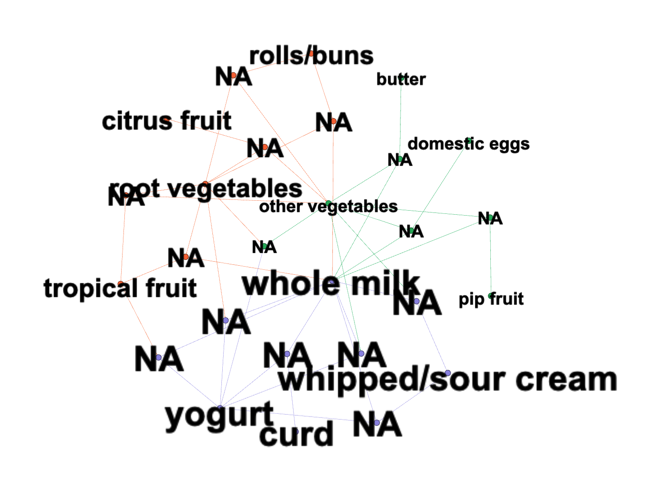 rolls/buns
NA
butter
citrus fruit
NA
NA
domestic eggs
NA
root vegetables
NA
other vegetables
NA
NA
NA
NA
tropical fruit
whole milk
NA
pip fruit
NA
NA
NA
NA
whipped/sour cream
yogurt
curd
NA